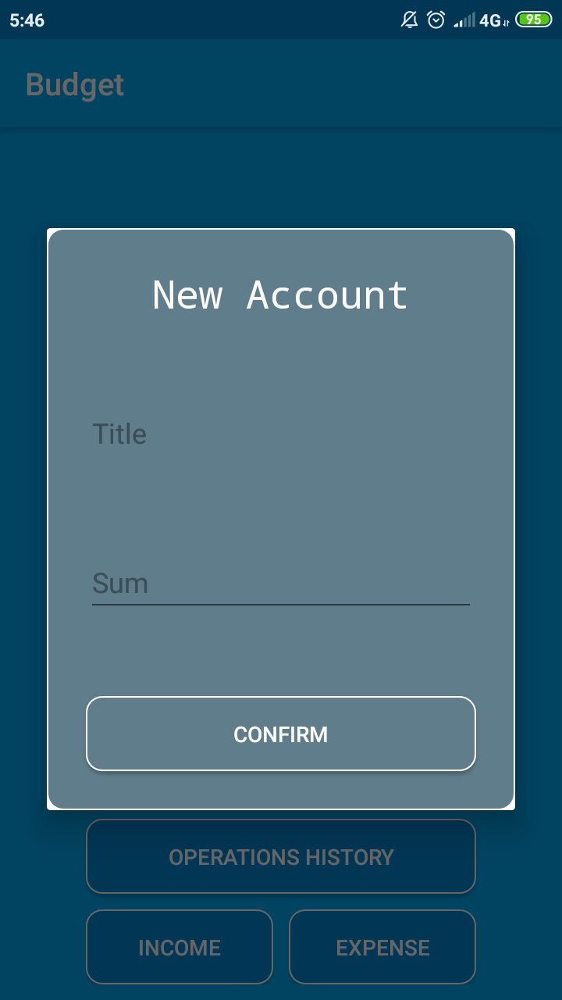 5:46 4G 95
Budget
New Account
Title
Sum
CONFIRM
OPERATIONS HISTORY
INCOME EXPENSE